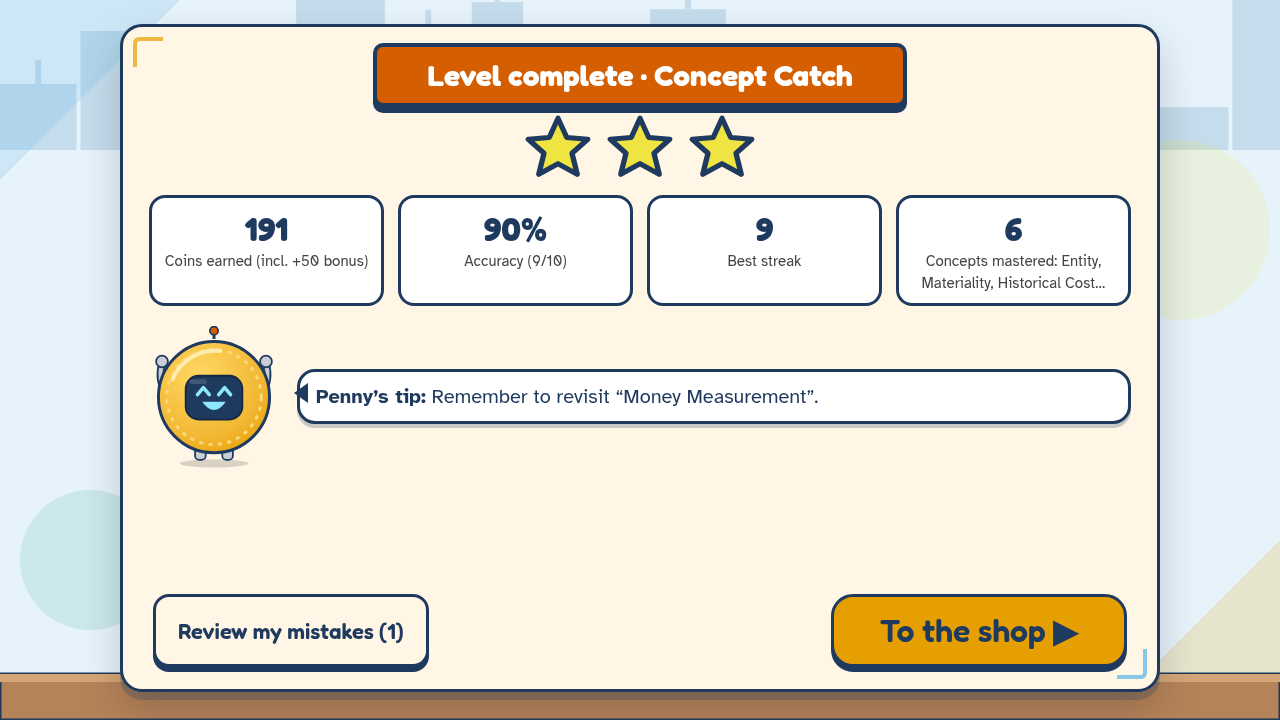 Level complete · Concept Catch
191
Coins earned (incl. +50 bonus)
90%
Accuracy (9/10)
9
Best streak
6
Concepts mastered: Entity,
Materiality, Historical Cost...
Penny’s tip: Remember to revisit “Money Measurement”.
Review my mistakes (1)
To the shop ▶